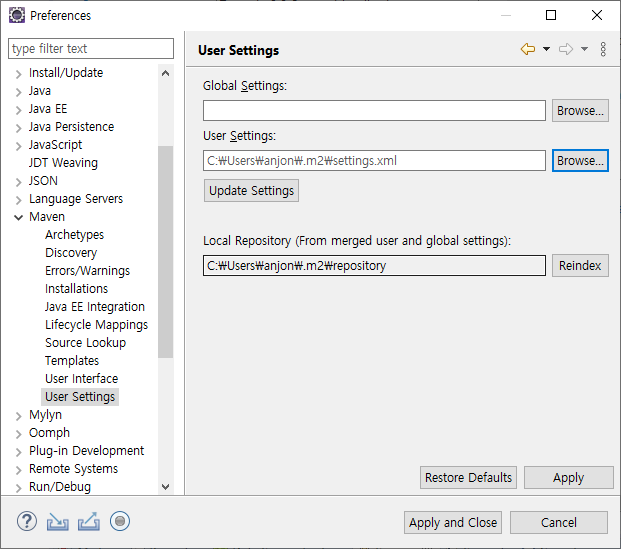 Preferences
type filter text
Install/Update
Java
Java EE
Java Persistence
JavaScript
JDT Weaving
JSON
Language Servers
Maven
Archetypes
Discovery
Errors/Warnings
Installations
Java EE Integration
Lifecycle Mappings
Source Lookup
Templates
User Interface
User Settings
Mylyn
Oomph
Plug-in Development
Remote Systems
Run/Debug
User Settings
Global Settings:
Browse...
User Settings:
C:₩Users₩anjon₩.m2₩settings.xml
Browse...
Update Settings
Local Repository (From merged user and global settings):
C:₩Users₩anjon₩.m2₩repository
Reindex
Restore Defaults
Apply
?
Apply and Close
Cancel